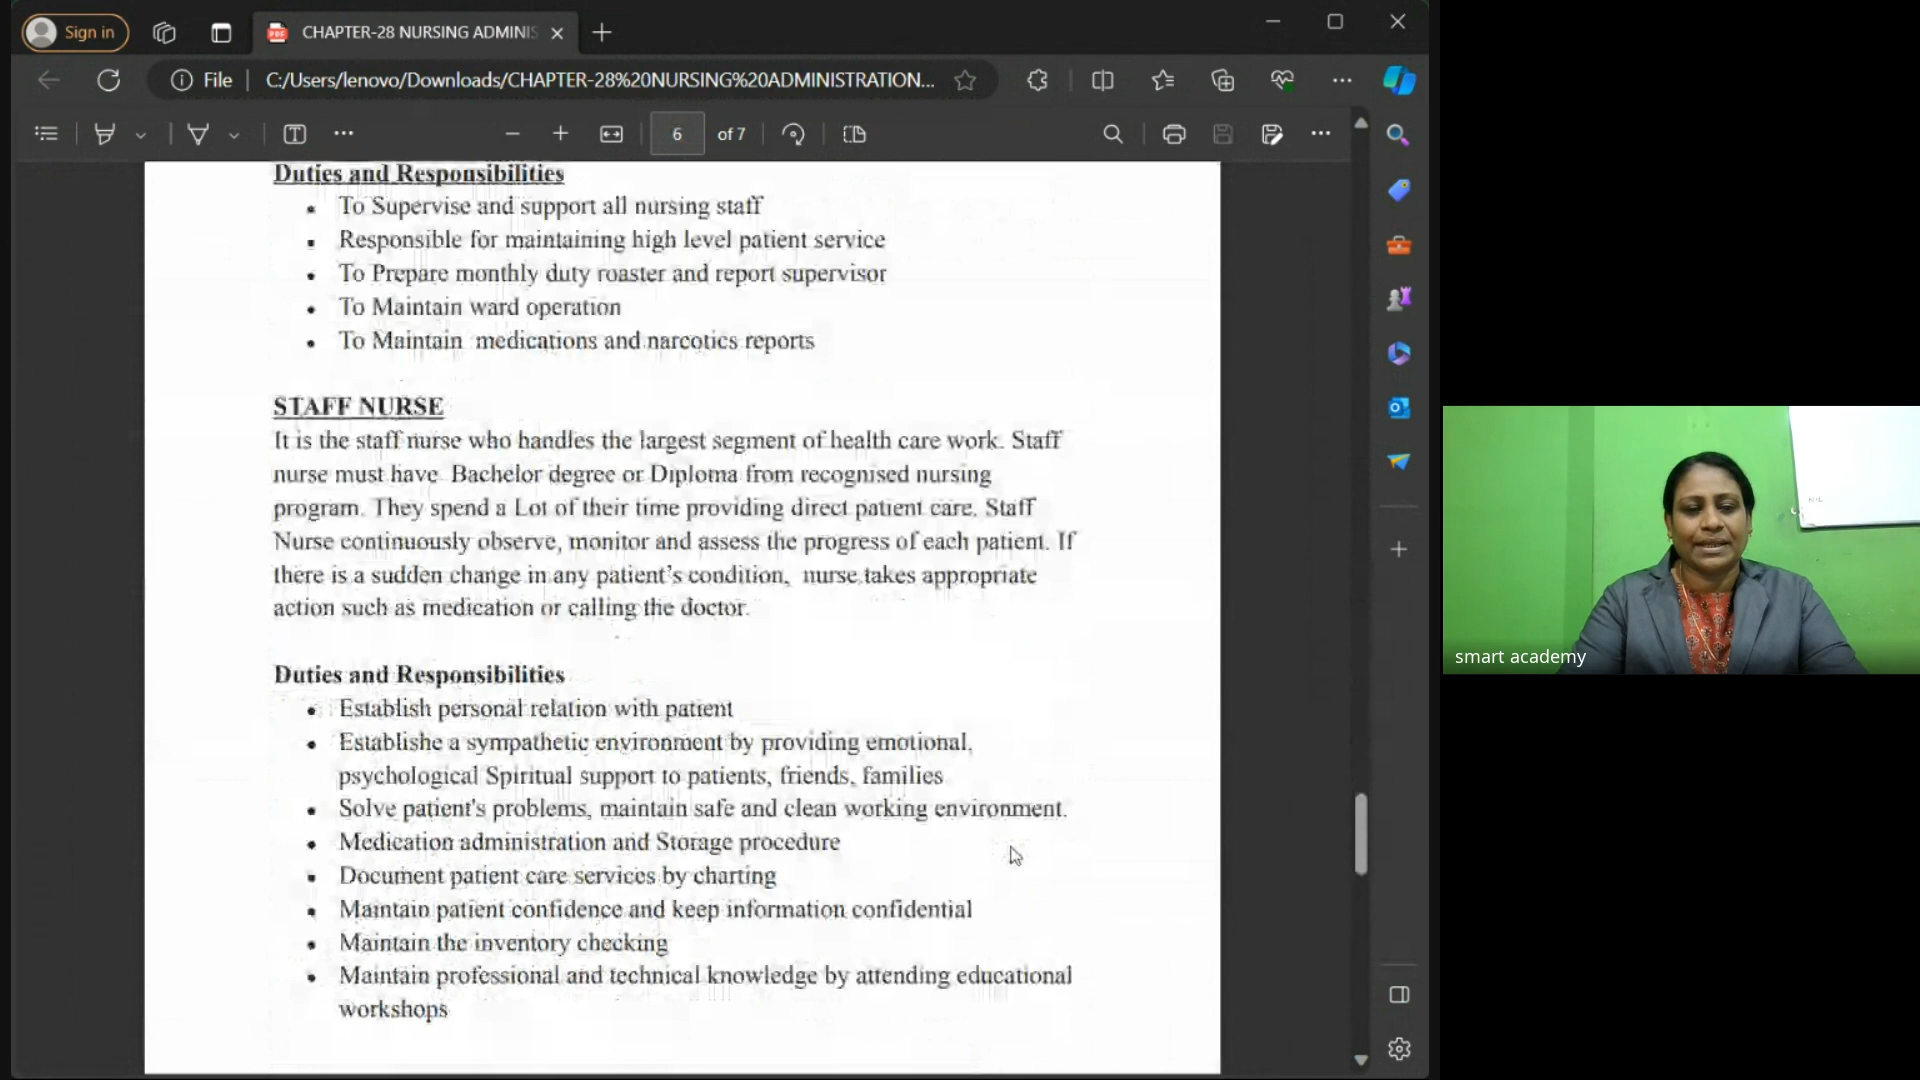 Sign in
CHAPTER-28 NURSING ADMINIS
File
C:/Users/lenovo/Downloads/CHAPTER-28%20NURSING%20ADMINISTRATION...
6 of 7
Duties and Responsibilities
• To Supervise and support all nursing staff
▪ Responsible for maintaining high level patient service
• To Prepare monthly duty roaster and report supervisor
• To Maintain ward operation
• To Maintain medications and narcotics reports
STAFF NURSE
It is the staff nurse who handles the largest segment of health care work. Staff
nurse must have Bachelor degree or Diploma from recognised nursing
program. They spend a Lot of their time providing direct patient care. Staff
Nurse continuously observe, monitor and assess the progress of each patient. If
there is a sudden change in any patient's condition, nurse takes appropriate
action such as medication or calling the doctor.
Duties and Responsibilities
• Establish personal relation with patient
• Establishe a sympathetic environment by providing emotional,
psychological Spiritual support to patients, friends, families
• Solve patient's problems, maintain safe and clean working environment.
• Medication administration and Storage procedure
• Document patient care services by charting
• Maintain patient confidence and keep information confidential
• Maintain the inventory checking
• Maintain professional and technical knowledge by attending educational
workshops
smart academy